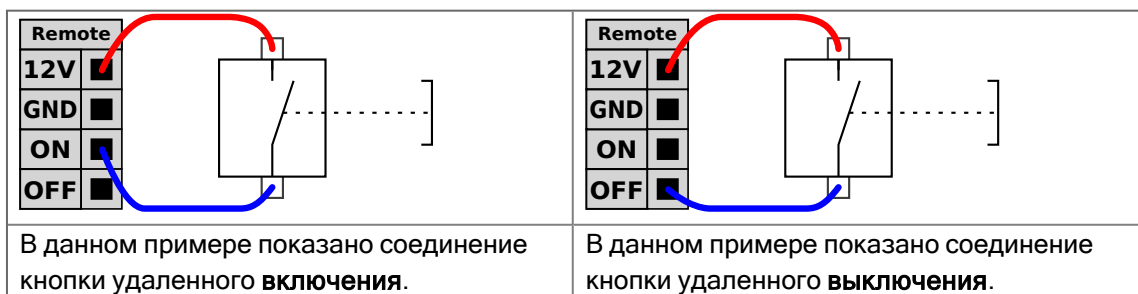 Remote
12V
GND
ON
OFF
Remote
12V
GND
ON
OFF
В данном примере показано соединение
кнопки удаленного включения.
В данном примере показано соединение
кнопки удаленного выключения.